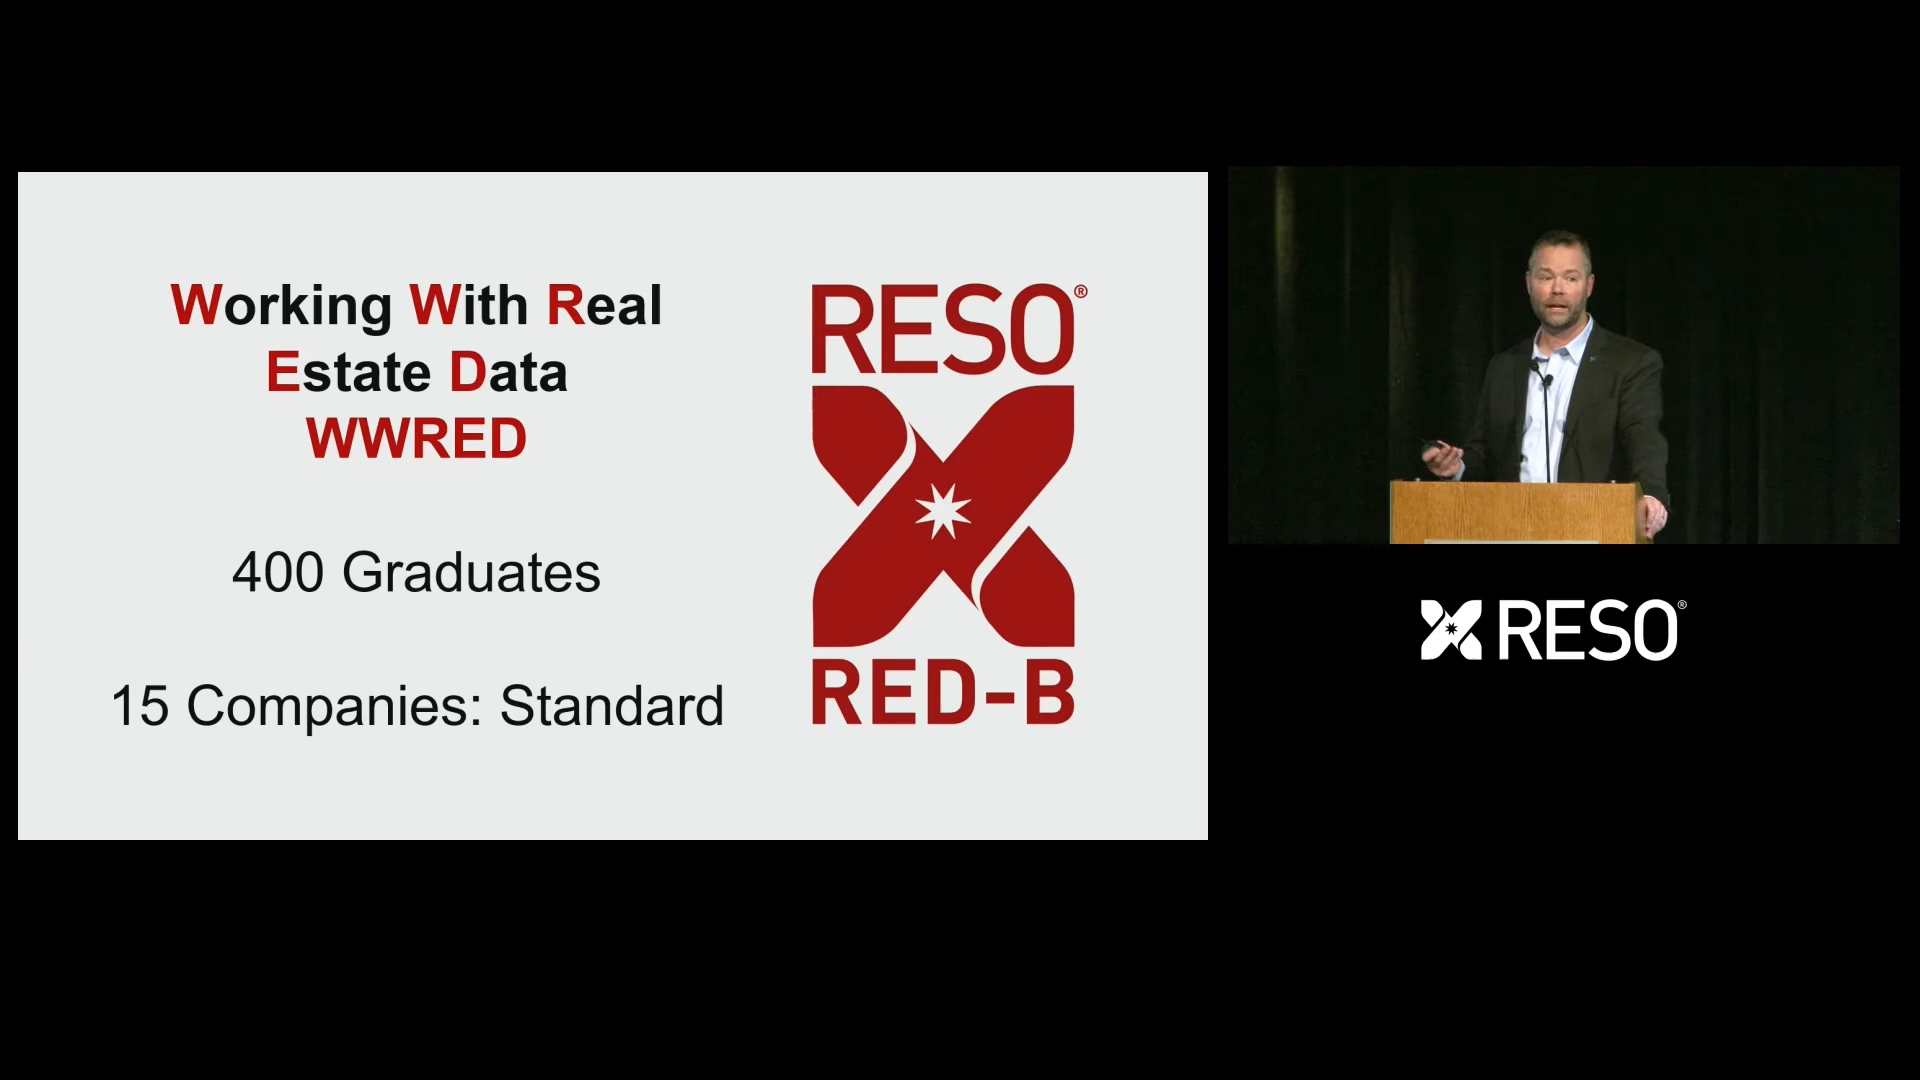 Working With Real
Estate Data
WWRED
400 Graduates
15 Companies: Standard
RESO®
RED-B
RESO®